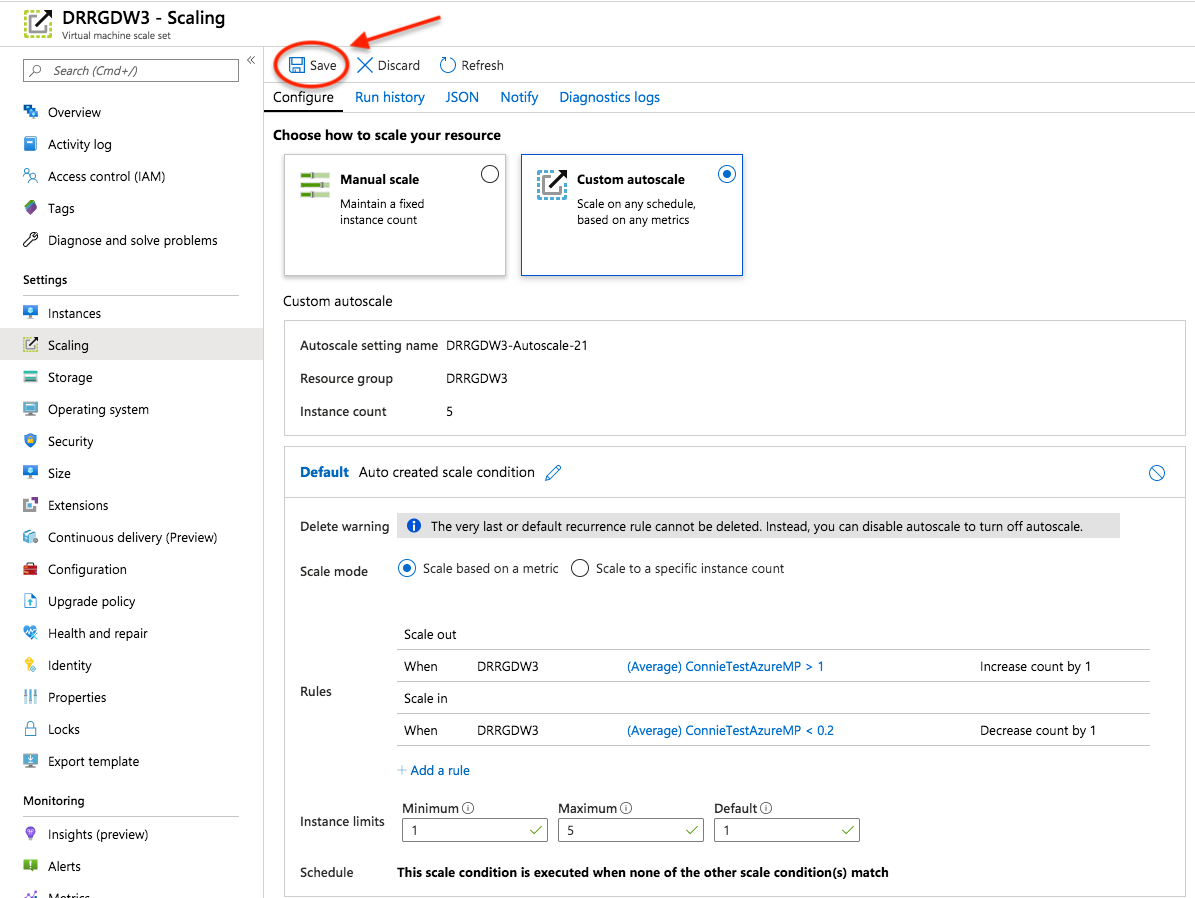 DRRGDW3 - Scaling
Virtual machine scale set
Search (Cmd+/)
«
Overview
Activity log
Access control (IAM)
Tags
Diagnose and solve problems
Settings
Instances
Scaling
Storage
Operating system
Security
Size
Extensions
Continuous delivery (Preview)
Configuration
Upgrade policy
Health and repair
Identity
Properties
Locks
Export template
Monitoring
Insights (preview)
Alerts
Metrics
Save Discard Refresh
Configure Run history JSON Notify Diagnostics logs
Choose how to scale your resource
Manual scale
Maintain a fixed
instance count
Custom autoscale
Scale on any schedule,
based on any metrics
Custom autoscale
Autoscale setting name DRRGDW3-Autoscale-21
Resource group DRRGDW3
Instance count 5
Default Auto created scale condition
Delete warning The very last or default recurrence rule cannot be deleted. Instead, you can disable autoscale to turn off autoscale.
Scale mode Scale based on a metric Scale to a specific instance count
Rules
Scale out
When DRRGDW3 (Average) ConnieTestAzureMP > 1 Increase count by 1
Scale in
When DRRGDW3 (Average) ConnieTestAzureMP < 0.2 Decrease count by 1
+ Add a rule
Instance limits
Minimum Maximum Default
1 5 1
Schedule This scale condition is executed when none of the other scale condition(s) match